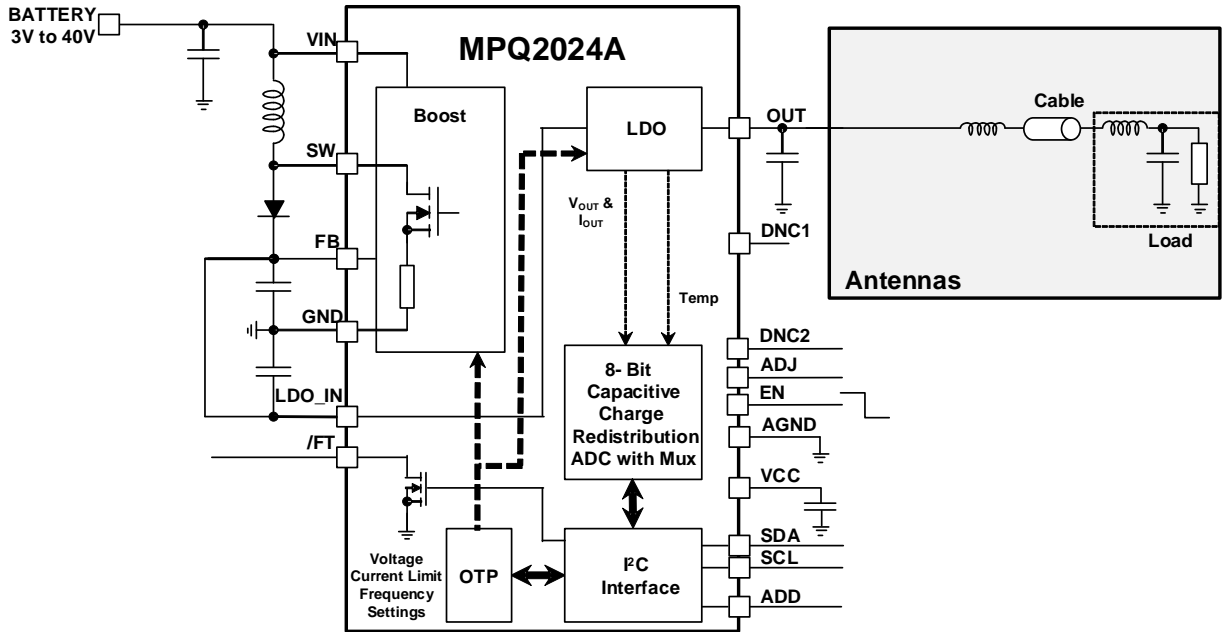 BATTERY
3V to 40V
VIN
MPQ2024A
Boost
LDO
OUT
Cable
SW
VOUT &
IOUT
DNC1
Load
FB
Temp
Antennas
GND
DNC2
8- Bit
Capacitive
Charge
Redistribution
ADC with Mux
ADJ
EN
LDO_IN
AGND
/FT
VCC
SDA
SCL
Voltage
Current Limit
Frequency
Settings
OTP
I²C
Interface
ADD